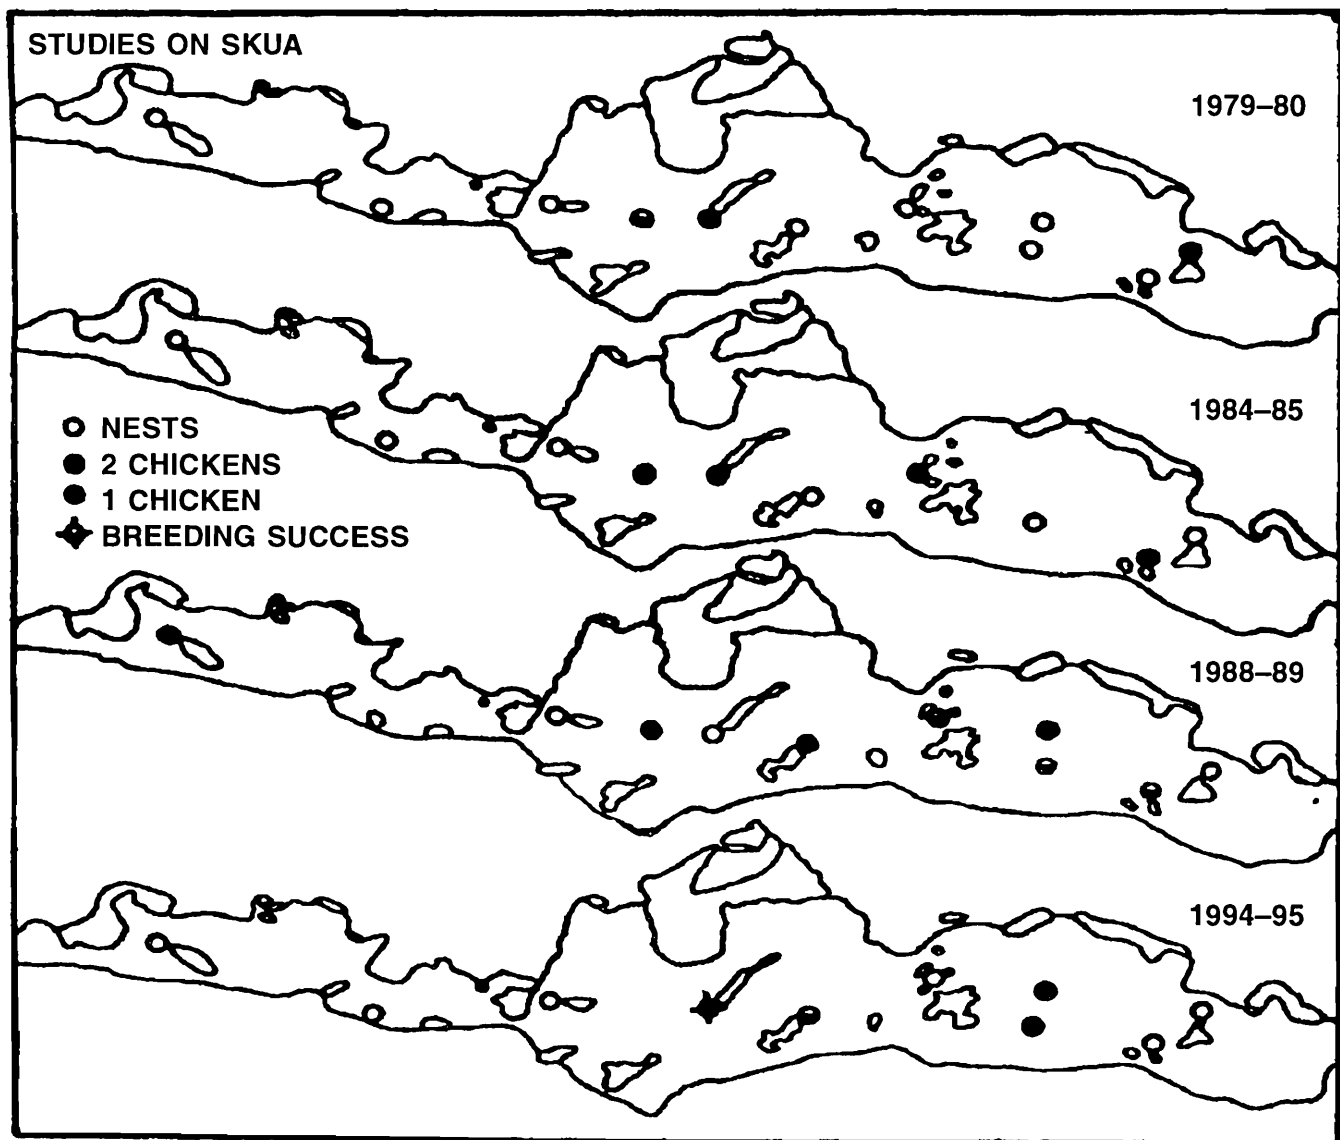 STUDIES ON SKUA
1979–80
1984–85
NESTS
2 CHICKENS
1 CHICKEN
BREEDING SUCCESS
1988–89
1994–95